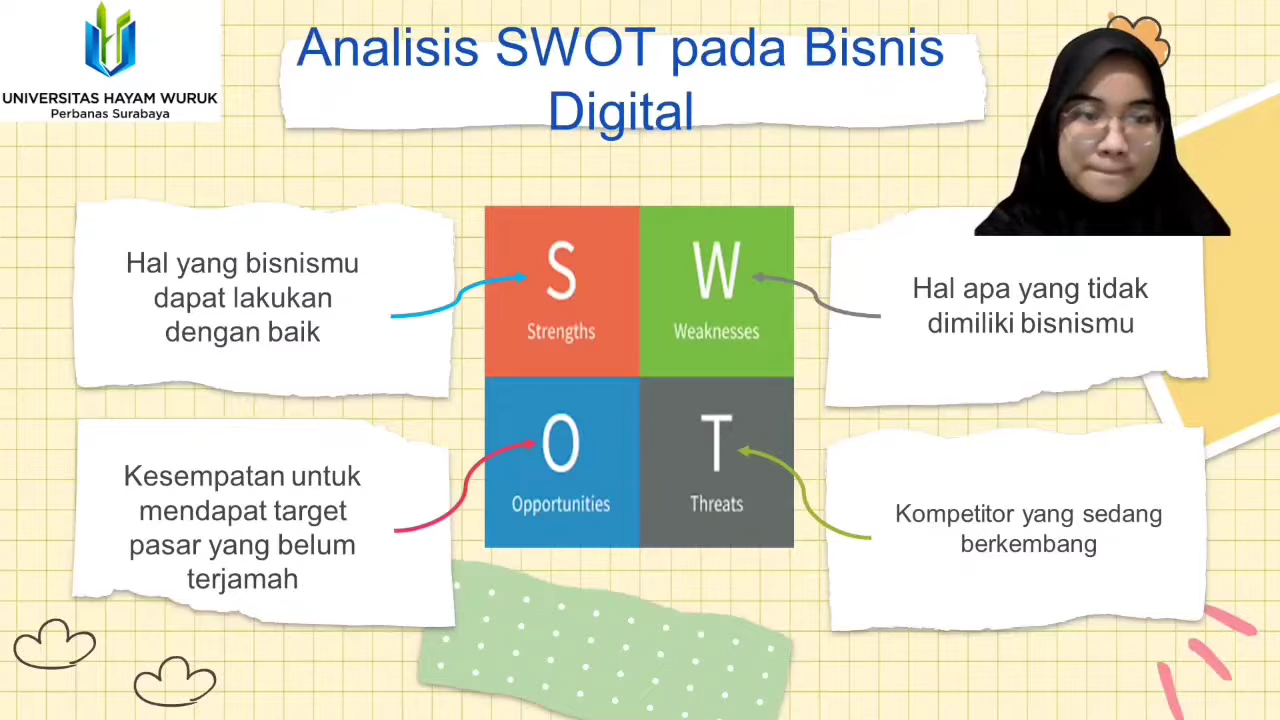 UNIVERSITAS HAYAM WURUK
Perbanas Surabaya
Analisis SWOT pada Bisnis
Digital
Hal yang bisnismu
dapat lakukan
dengan baik
S
Strengths
W
Weaknesses
Hal apa yang tidak
dimiliki bisnismu
Kesempatan untuk
mendapat target
pasar yang belum
terjamah
O
Opportunities
T
Threats
Kompetitor yang sedang
berkembang